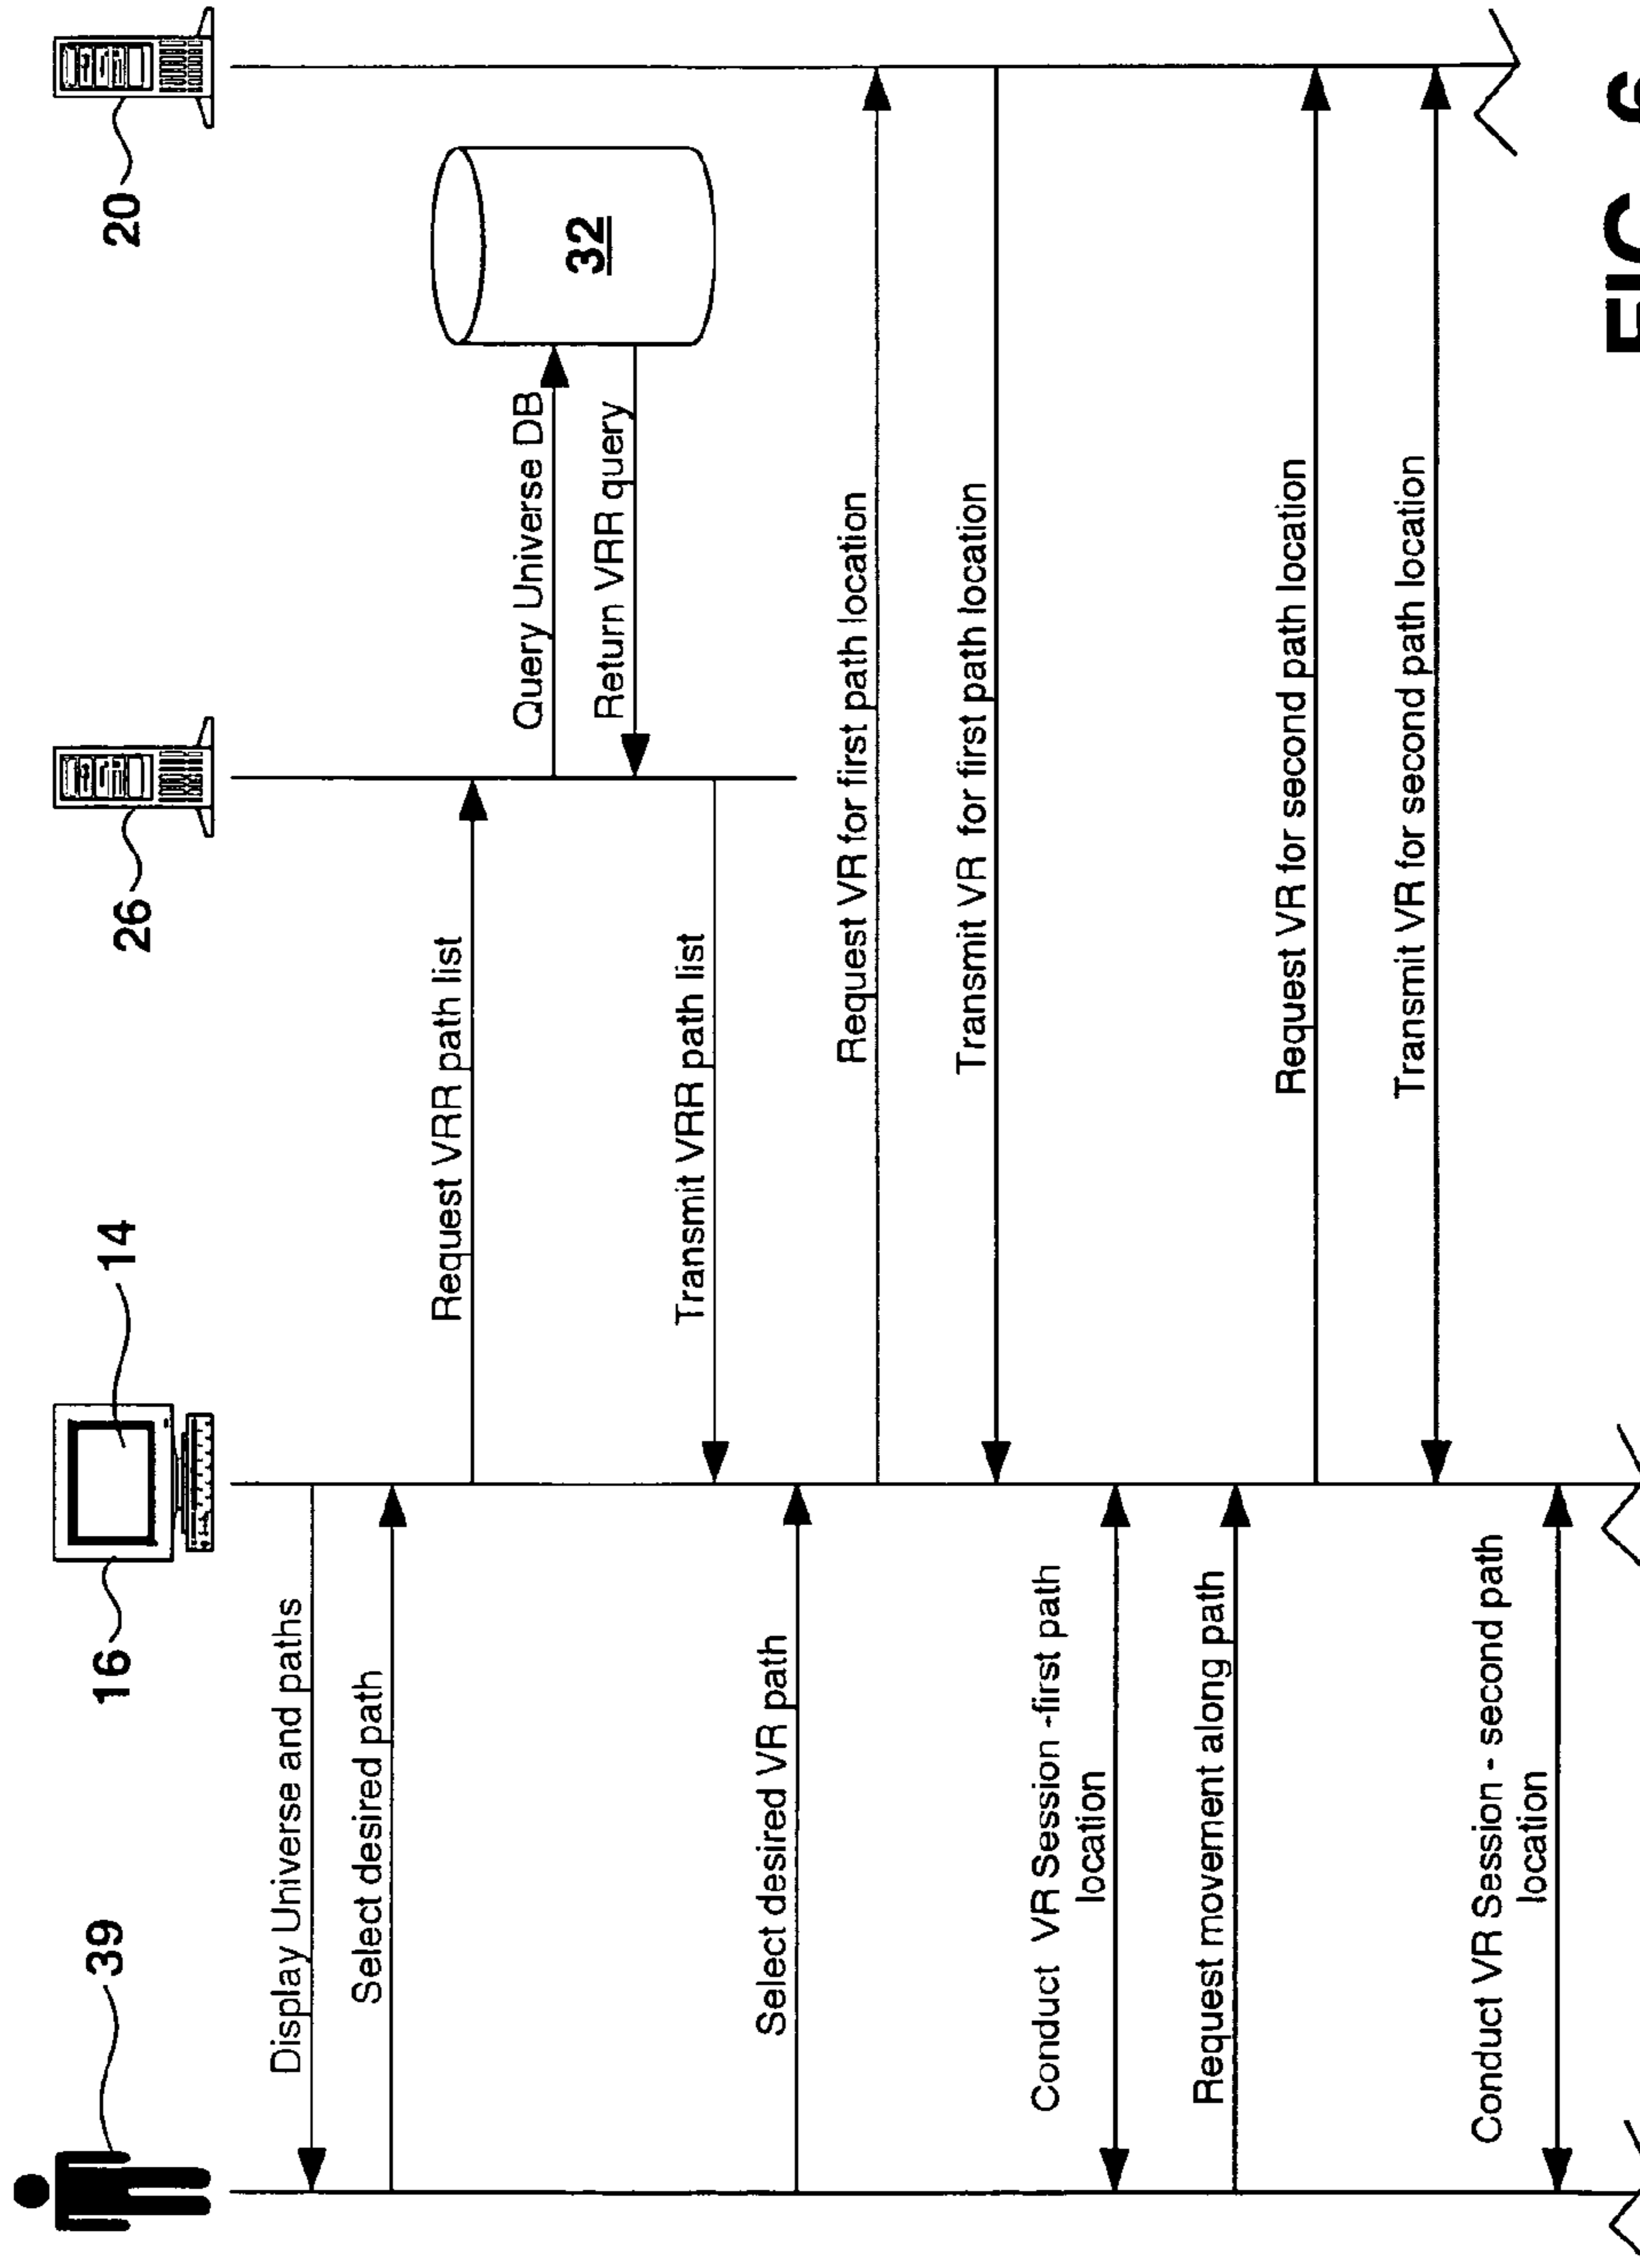 39
16
14
26
20
Display Universe and paths
Select desired path
Request VRR path list
Query Universe DB
Return VRR query
32
Transmit VRR path list
Select desired VR path
Request VR for first path location
Transmit VR for first path location
Conduct VR Session -first path
location
Request movement along path
Request VR for second path location
Transmit VR for second path location
Conduct VR Session - second path
location